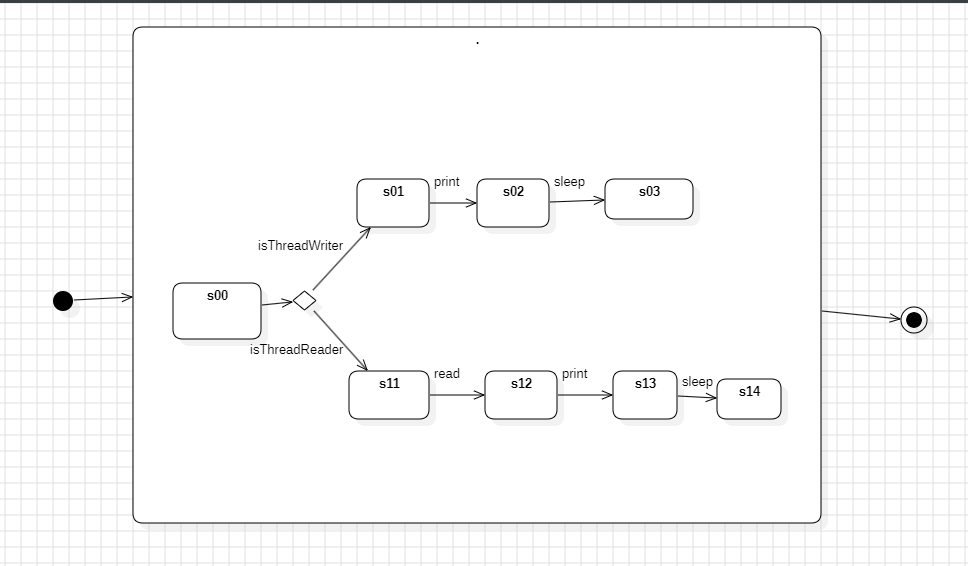 .
s01
print
s02
sleep
s03
isThreadWriter
s00
isThreadReader
s11
read
s12
print
s13
sleep
s14